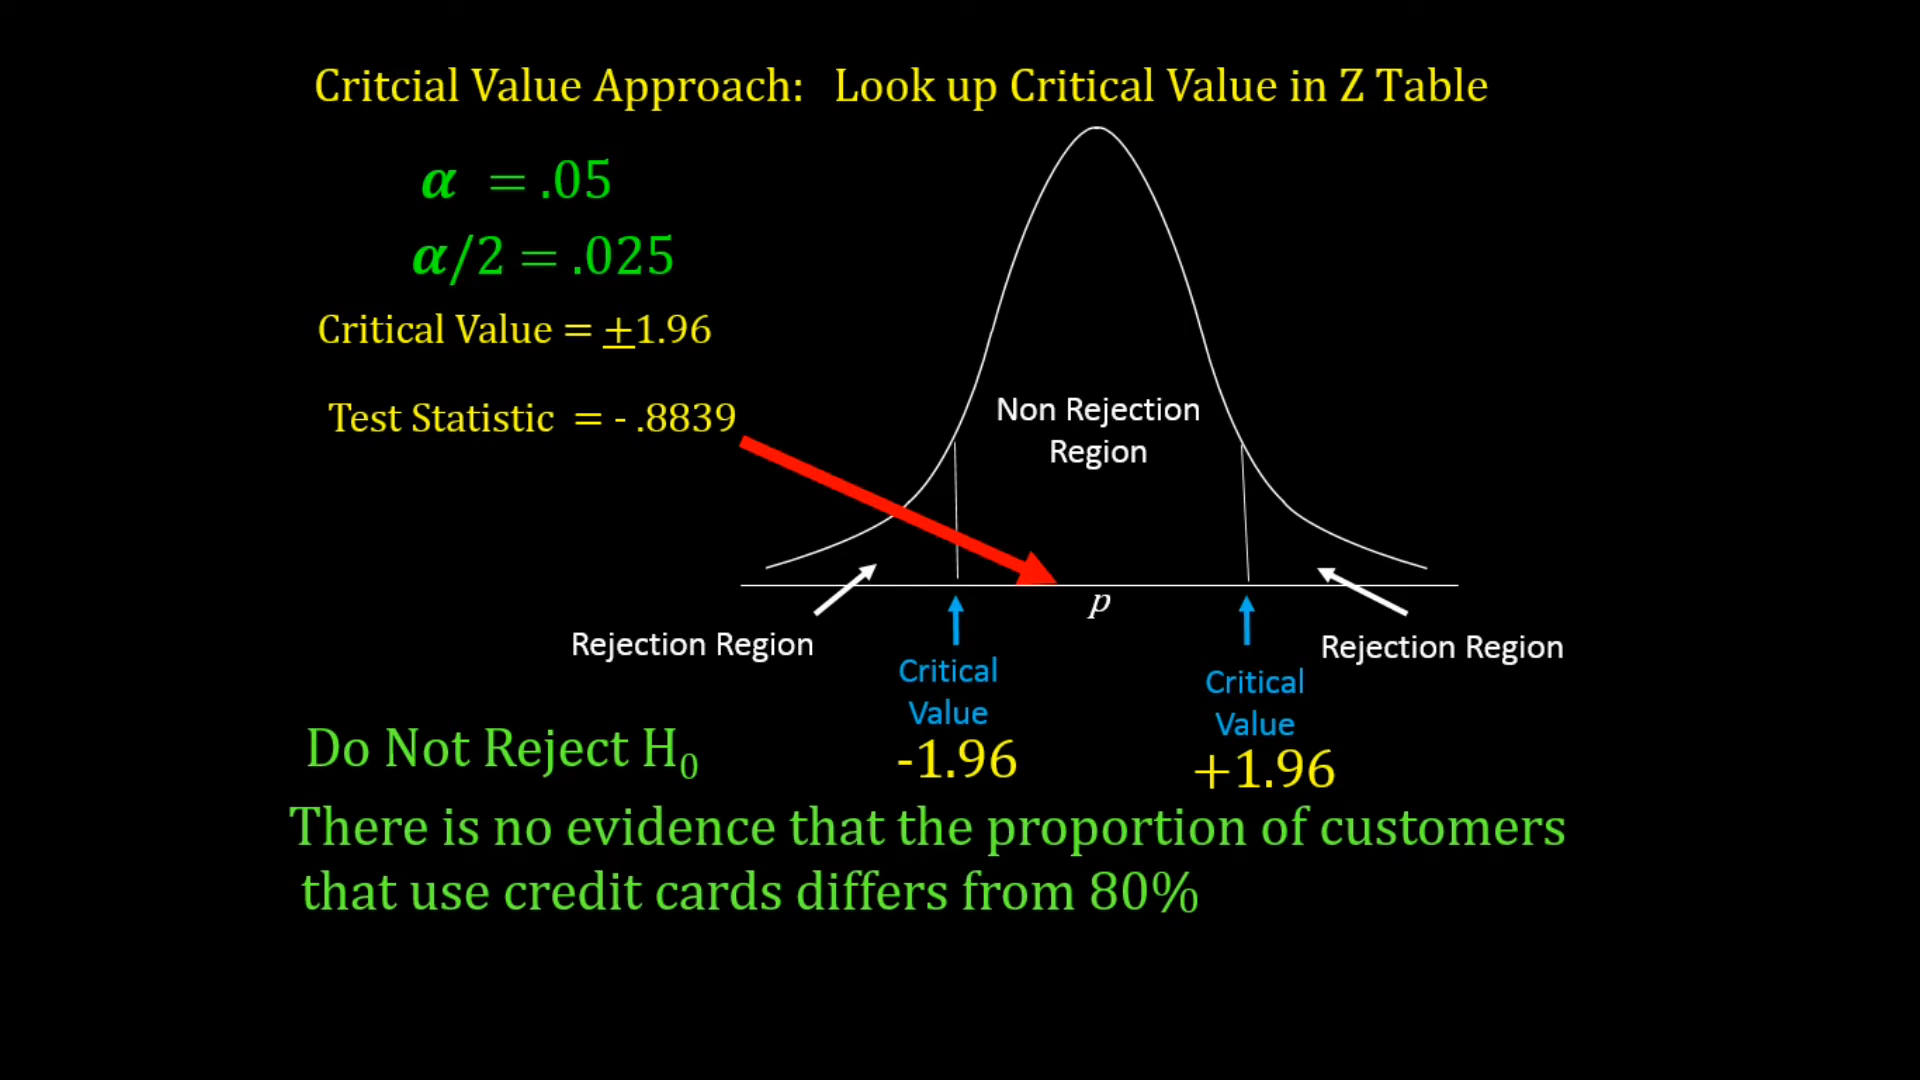 Critcial Value Approach: Look up Critical Value in Z Table
α = .05
α/2 = .025
Critical Value = ±1.96
Test Statistic = - .8839
Non Rejection
Region
p
Rejection Region
Rejection Region
Critical
Value
-1.96
Critical
Value
+1.96
Do Not Reject H₀
There is no evidence that the proportion of customers
that use credit cards differs from 80%